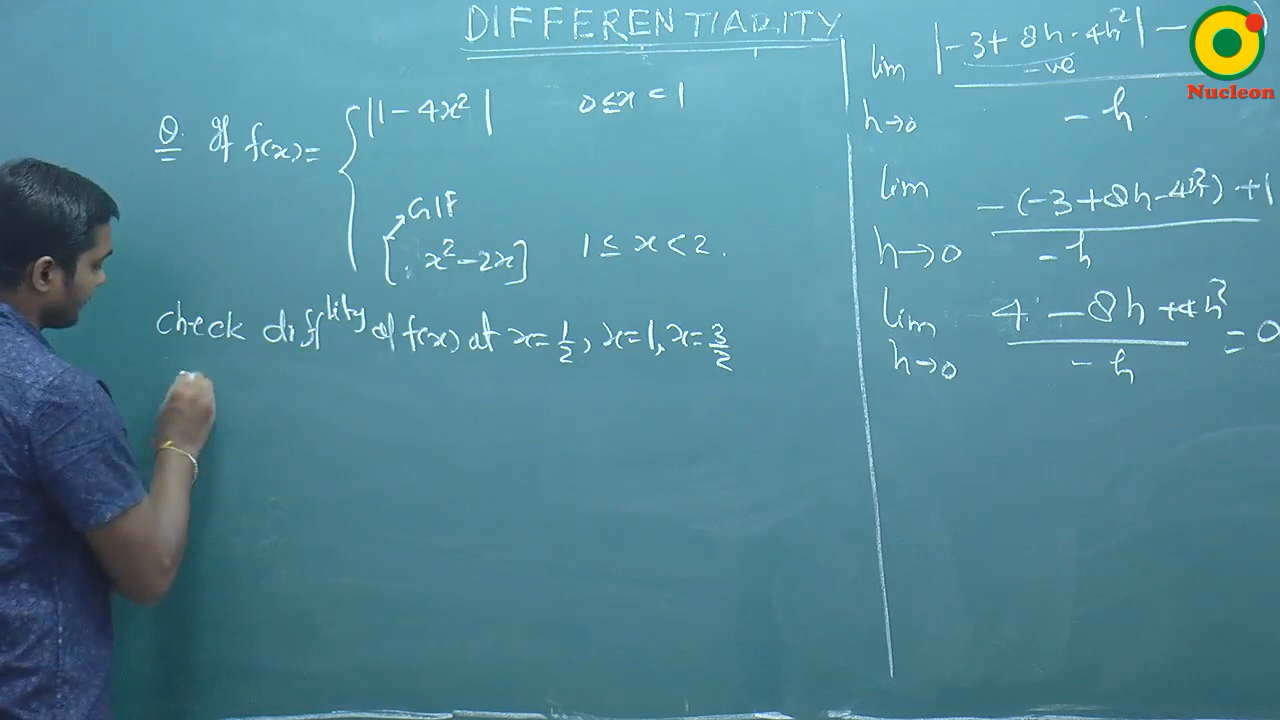 DIFFERENTIABILITY
Q. If f(x) = { |1 - 4x²| 0 ≤ x < 1
GIF
[x² - 2x] 1 ≤ x < 2.
Check diff lity of f(x) at x = 1/2, x = 1, x = 3/2
lim h→0 |-3 + 8h - 4h²| - / -h
-ve
lim h→0 -(-3 + 8h - 4h²) + 1 / -h
lim h→0 4 - 8h + 4h² / -h = 0
Nucleon